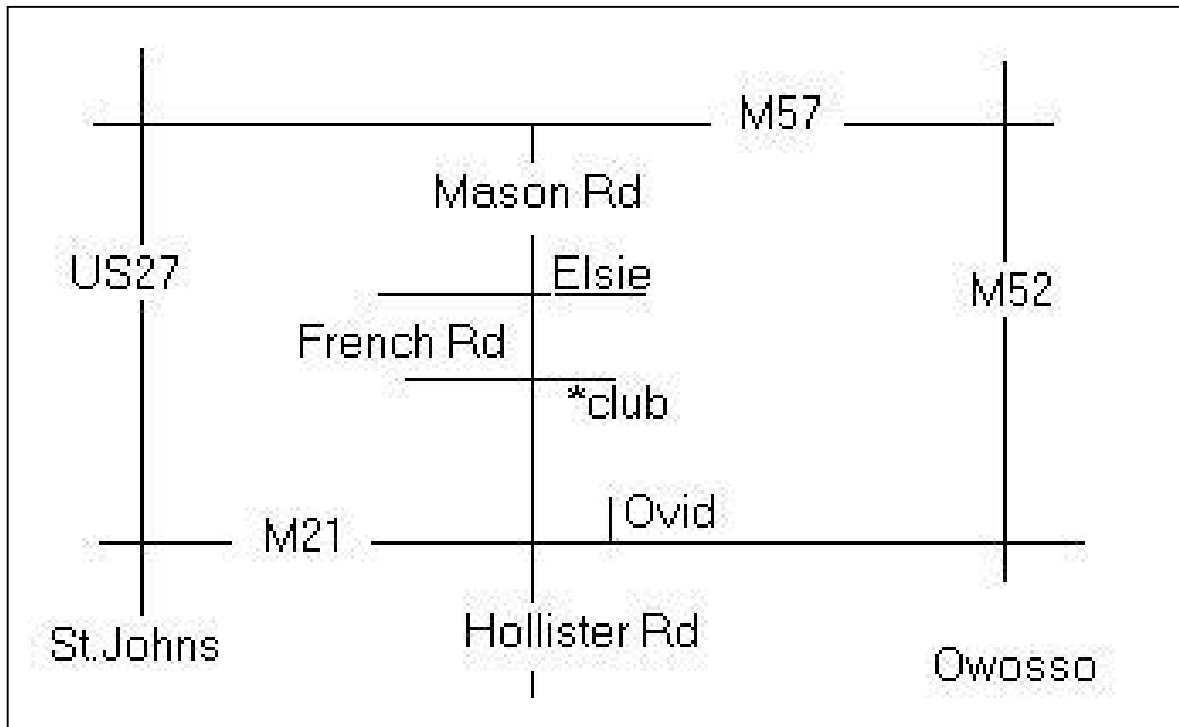 M57
Mason Rd
US27
Elsie
M52
French Rd
*club
Ovid
M21
Hollister Rd
St.Johns
Owosso